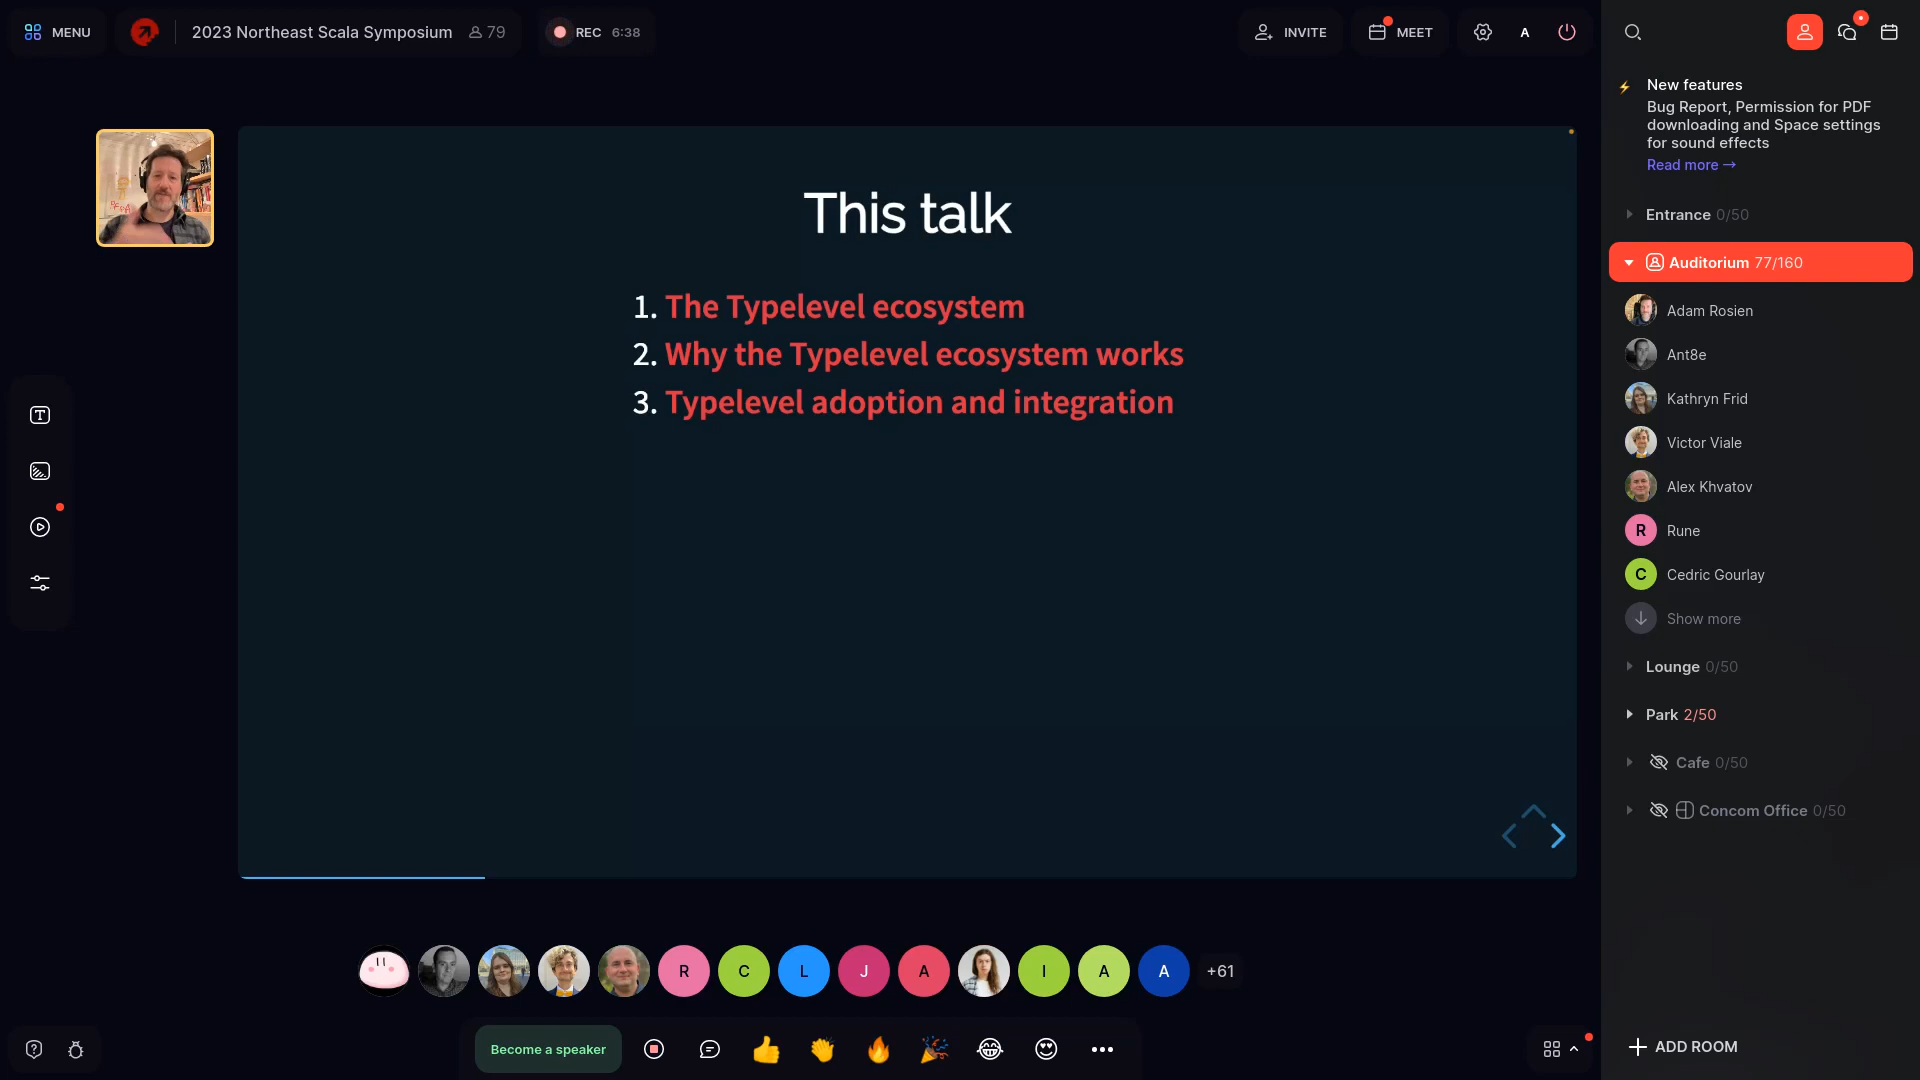 MENU
2023 Northeast Scala Symposium
79
REC 6:38
INVITE
MEET
A
New features
Bug Report, Permission for PDF
downloading and Space settings
for sound effects
Read more →
Entrance 0/50
Auditorium 77/160
Adam Rosien
Ant8e
Kathryn Frid
Victor Viale
Alex Khvatov
R
Rune
C
Cedric Gourlay
Show more
Lounge 0/50
Park 2/50
Cafe 0/50
Concom Office 0/50
ADD ROOM
This talk
1. The Typelevel ecosystem
2. Why the Typelevel ecosystem works
3. Typelevel adoption and integration
T
R
C
L
J
A
I
A
A
+61
Become a speaker